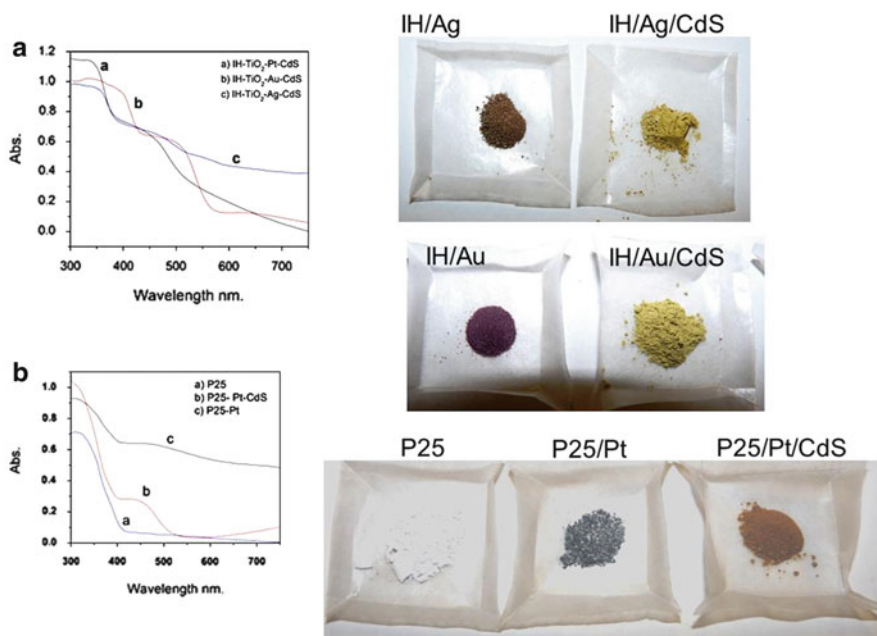 a
1.2
1.0
0.8
0.6
0.4
0.2
0.0
Abs.
a
b
c
a) IH-TiO₂-Pt-CdS
b) IH-TiO₂-Au-CdS
c) IH-TiO₂-Ag-CdS
300 400 500 600 700
Wavelength nm.
IH/Ag IH/Ag/CdS
IH/Au IH/Au/CdS
b
1.0
0.8
0.6
0.4
0.2
0.0
Abs.
a) P25
b) P25- Pt-CdS
c) P25-Pt
c
b
a
300 400 500 600 700
Wavelength nm.
P25 P25/Pt P25/Pt/CdS